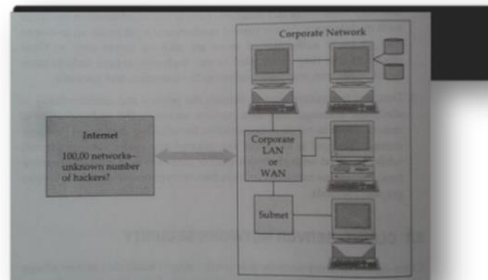 Corporate Network
Internet
100,00 networks–
unknown number
of hackers?
Corporate
LAN
or
WAN
Subnet